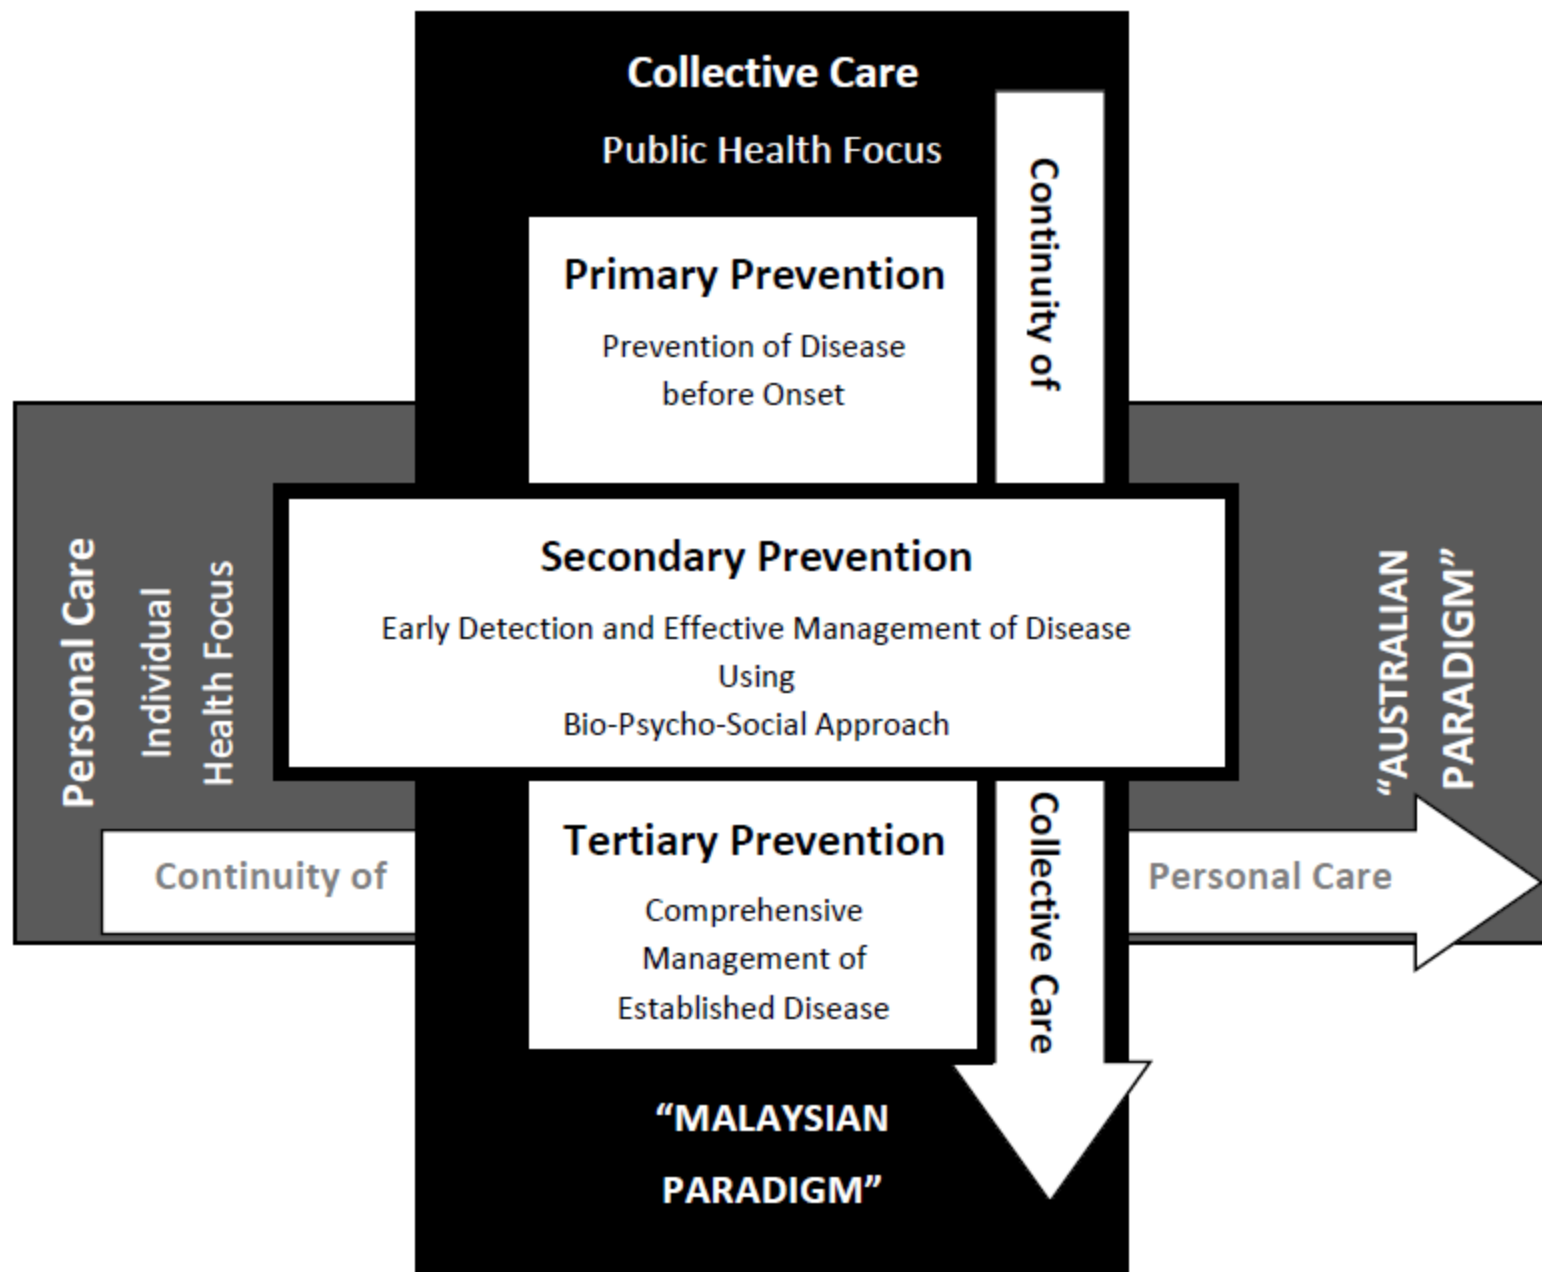 Collective Care
Public Health Focus
Continuity of
Primary Prevention
Prevention of Disease
before Onset
Personal Care
Individual
Health Focus
Secondary Prevention
Early Detection and Effective Management of Disease
Using
Bio-Psycho-Social Approach
“AUSTRALIAN
PARADIGM”
Continuity of
Tertiary Prevention
Comprehensive
Management of
Established Disease
Collective Care
Personal Care
“MALAYSIAN
PARADIGM”